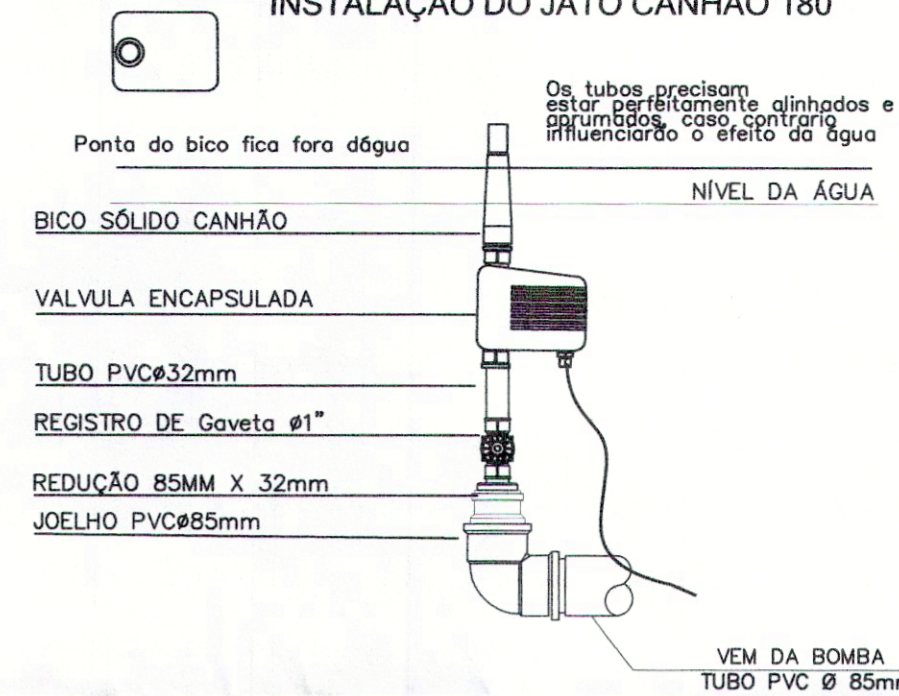 INSTALAÇÃO DO JATO CANHÃO 180
Os tubos precisam
estar perfeitamente alinhados e
aprumados, caso contrario
influenciarão o efeito da água
Ponta do bico fica fora dágua
NÍVEL DA ÁGUA
BICO SÓLIDO CANHÃO
VALVULA ENCAPSULADA
TUBO PVCø32mm
REGISTRO DE Gaveta ø1"
REDUÇÃO 85MM X 32mm
JOELHO PVCø85mm
VEM DA BOMBA
TUBO PVC Ø 85mm